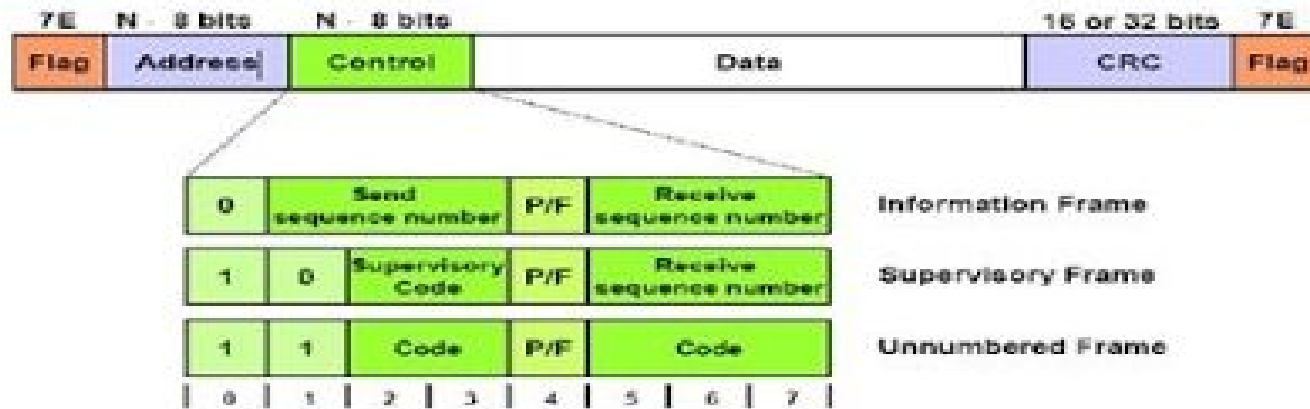 7E N - 8 bits N - 8 bits 16 or 32 bits 7E
Flag Address Control Data CRC Flag
0 Send sequence number P/F Receive sequence number Information Frame
1 0 Supervisory Code P/F Receive sequence number Supervisory Frame
1 1 Code P/F Code Unnumbered Frame
0 1 2 3 4 5 6 7